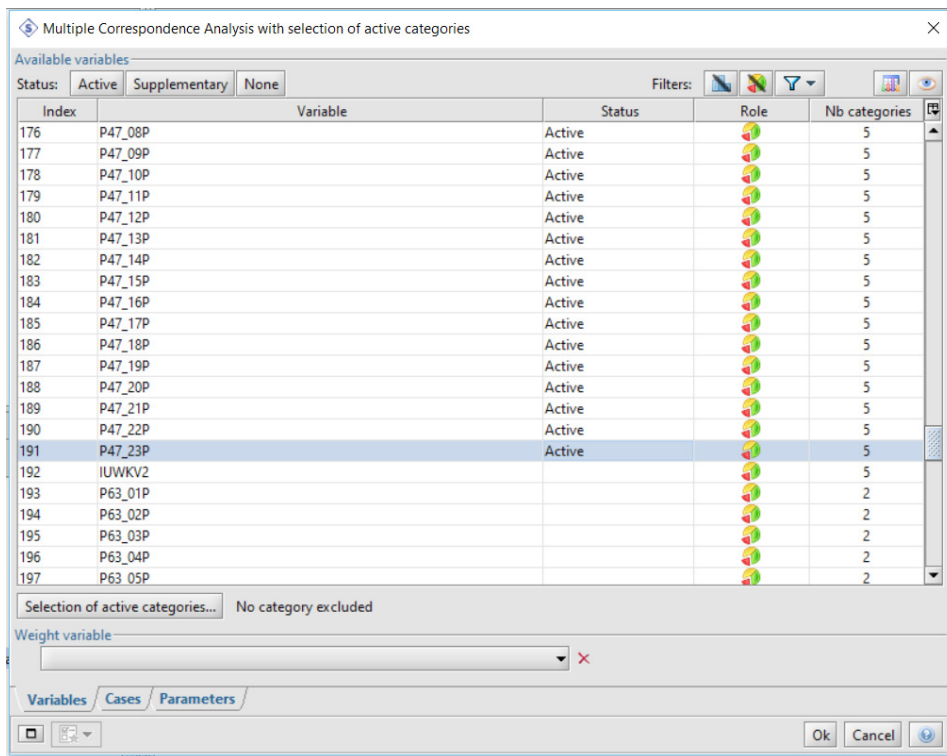 Multiple Correspondence Analysis with selection of active categories
Available variables
Status: Active Supplementary None Filters:
Index Variable Status Role Nb categories
176 P47_08P Active 5
177 P47_09P Active 5
178 P47_10P Active 5
179 P47_11P Active 5
180 P47_12P Active 5
181 P47_13P Active 5
182 P47_14P Active 5
183 P47_15P Active 5
184 P47_16P Active 5
185 P47_17P Active 5
186 P47_18P Active 5
187 P47_19P Active 5
188 P47_20P Active 5
189 P47_21P Active 5
190 P47_22P Active 5
191 P47_23P Active 5
192 IUWKV2 5
193 P63_01P 2
194 P63_02P 2
195 P63_03P 2
196 P63_04P 2
197 P63_05P 2
Selection of active categories... No category excluded
Weight variable
Variables Cases Parameters
Ok Cancel